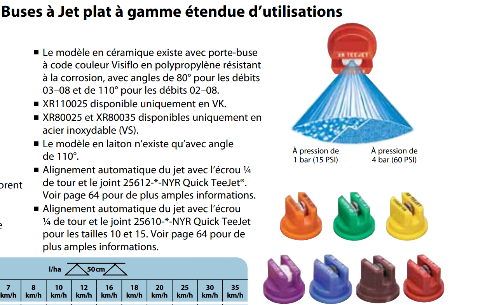 Buses à Jet plat à gamme étendue d’utilisations
■ Le modèle en céramique existe avec porte-buse
à code couleur Visiflo en polypropylène résistant
à la corrosion, avec angles de 80° pour les débits
03–08 et de 110° pour les débits 02–08.
■ XR110025 disponible uniquement en VK.
■ XR80025 et XR80035 disponibles uniquement en
acier inoxydable (VS).
■ Le modèle en laiton n’existe qu’avec angle
de 110°.
■ Alignement automatique du jet avec l’écrou ¼
de tour et le joint 25612-*-NYR Quick TeeJet®.
Voir page 64 pour de plus amples informations.
■ Alignement automatique du jet avec l’écrou
¼ de tour et le joint 25610-*-NYR Quick TeeJet
pour les tailles 10 et 15. Voir page 64 pour de
plus amples informations.
orent
e
XR TEEJET
À pression de
1 bar (15 PSI)
À pression de
4 bar (60 PSI)
l/ha 50 cm
7 km/h 8 km/h 10 km/h 12 km/h 16 km/h 18 km/h 20 km/h 25 km/h 30 km/h 35 km/h